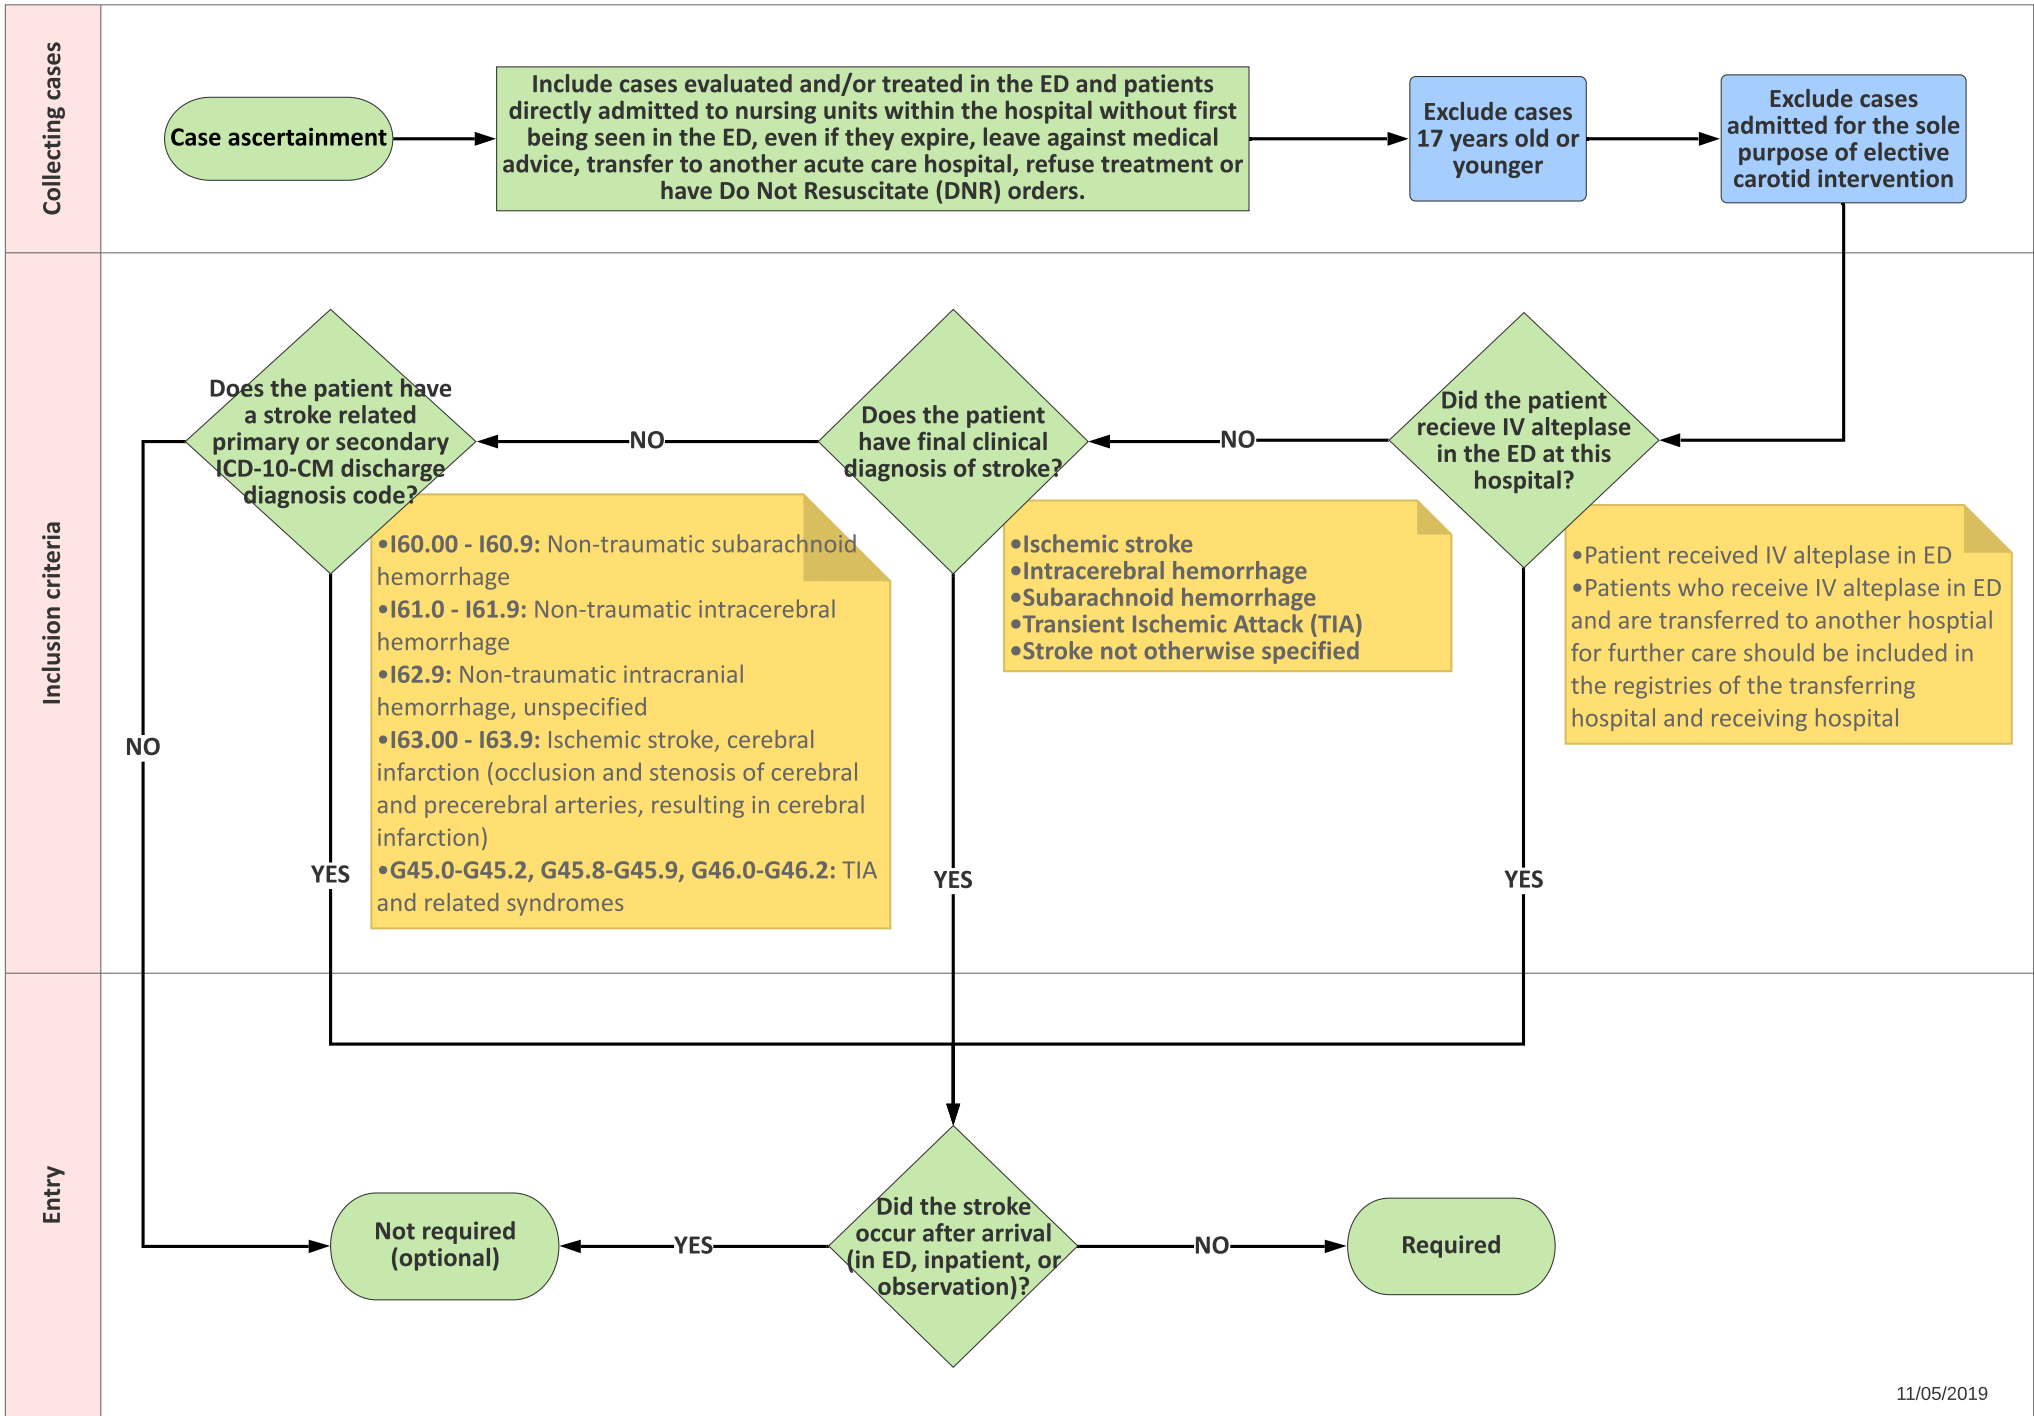 Collecting cases
Case ascertainment
Include cases evaluated and/or treated in the ED and patients
directly admitted to nursing units within the hospital without first
being seen in the ED, even if they expire, leave against medical
advice, transfer to another acute care hospital, refuse treatment or
have Do Not Resuscitate (DNR) orders.
Exclude cases
17 years old or
younger
Exclude cases
admitted for the sole
purpose of elective
carotid intervention
Inclusion criteria
Did the patient
recieve IV alteplase
in the ED at this
hospital?
•Patient received IV alteplase in ED
•Patients who receive IV alteplase in ED
and are transferred to another hosptial
for further care should be included in
the registries of the transferring
hospital and receiving hospital
NO
YES
Does the patient
have final clinical
diagnosis of stroke?
•Ischemic stroke
•Intracerebral hemorrhage
•Subarachnoid hemorrhage
•Transient Ischemic Attack (TIA)
•Stroke not otherwise specified
NO
YES
Does the patient have
a stroke related
primary or secondary
ICD-10-CM discharge
diagnosis code?
•I60.00 - I60.9: Non-traumatic subarachnoid
hemorrhage
•I61.0 - I61.9: Non-traumatic intracerebral
hemorrhage
•I62.9: Non-traumatic intracranial
hemorrhage, unspecified
•I63.00 - I63.9: Ischemic stroke, cerebral
infarction (occlusion and stenosis of cerebral
and precerebral arteries, resulting in cerebral
infarction)
•G45.0-G45.2, G45.8-G45.9, G46.0-G46.2: TIA
and related syndromes
NO
YES
Entry
Did the stroke
occur after arrival
(in ED, inpatient, or
observation)?
YES
Not required
(optional)
NO
Required
11/05/2019